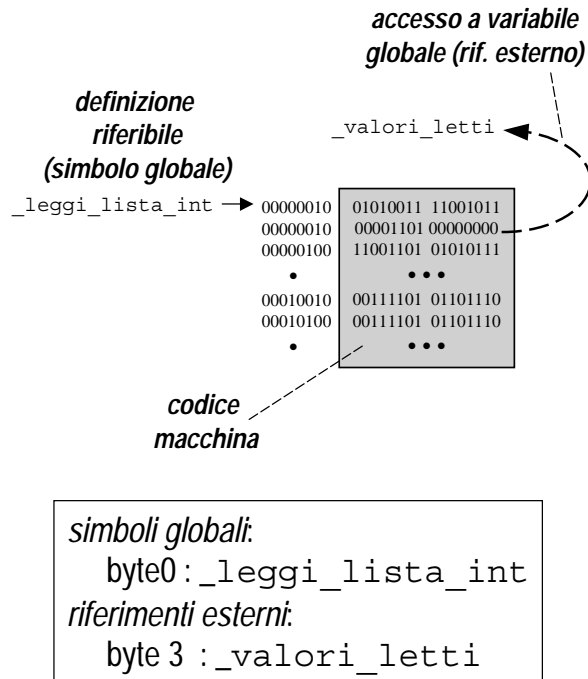 accesso a variabile
globale (rif. esterno)
definizione
riferibile
(simbolo globale)
_valori_letti
_leggi_lista_int
00000010 01010011 11001011
00000010 00001101 00000000
00000100 11001101 01010111
• • • •
00010010 00111101 01101110
00010100 00111101 01101110
• • • •
codice
macchina
simboli globali:
byte0 : _leggi_lista_int
riferimenti esterni:
byte 3 : _valori_letti